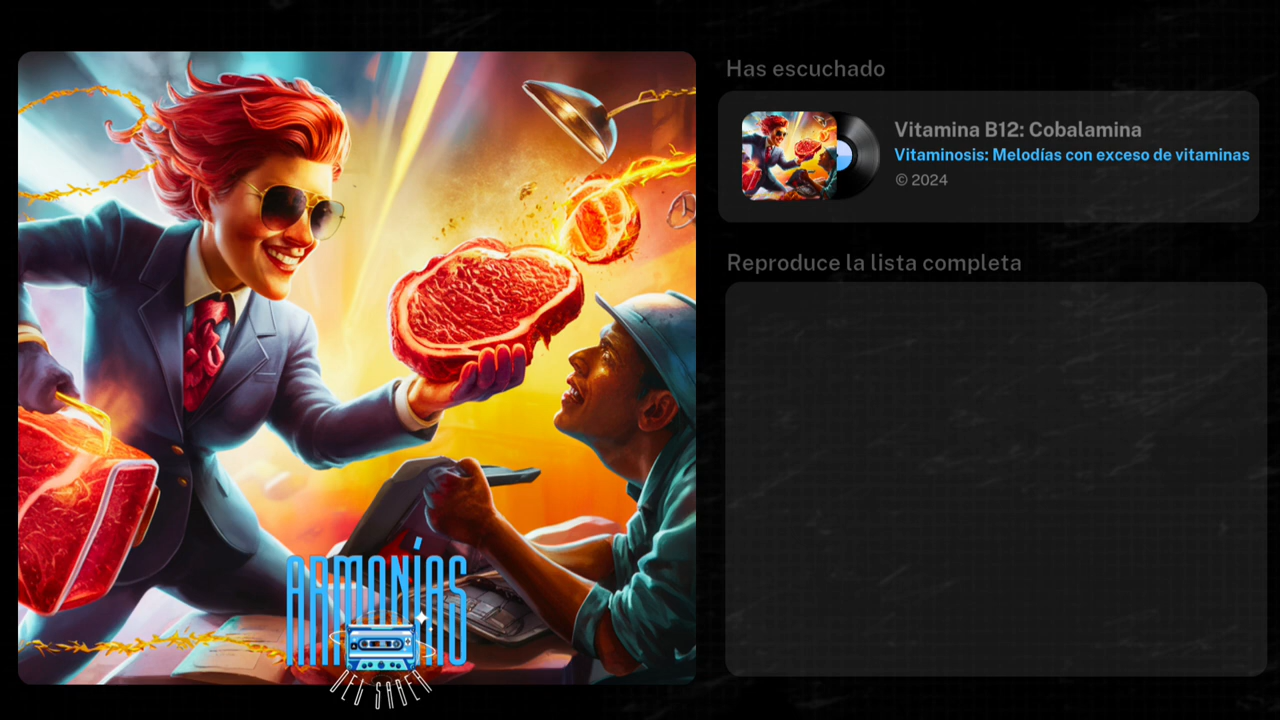 Has escuchado
Vitamina B12: Cobalamina
Vitaminosis: Melodías con exceso de vitaminas
© 2024
Reproduce la lista completa
ARMONÍAS
DEL SABER